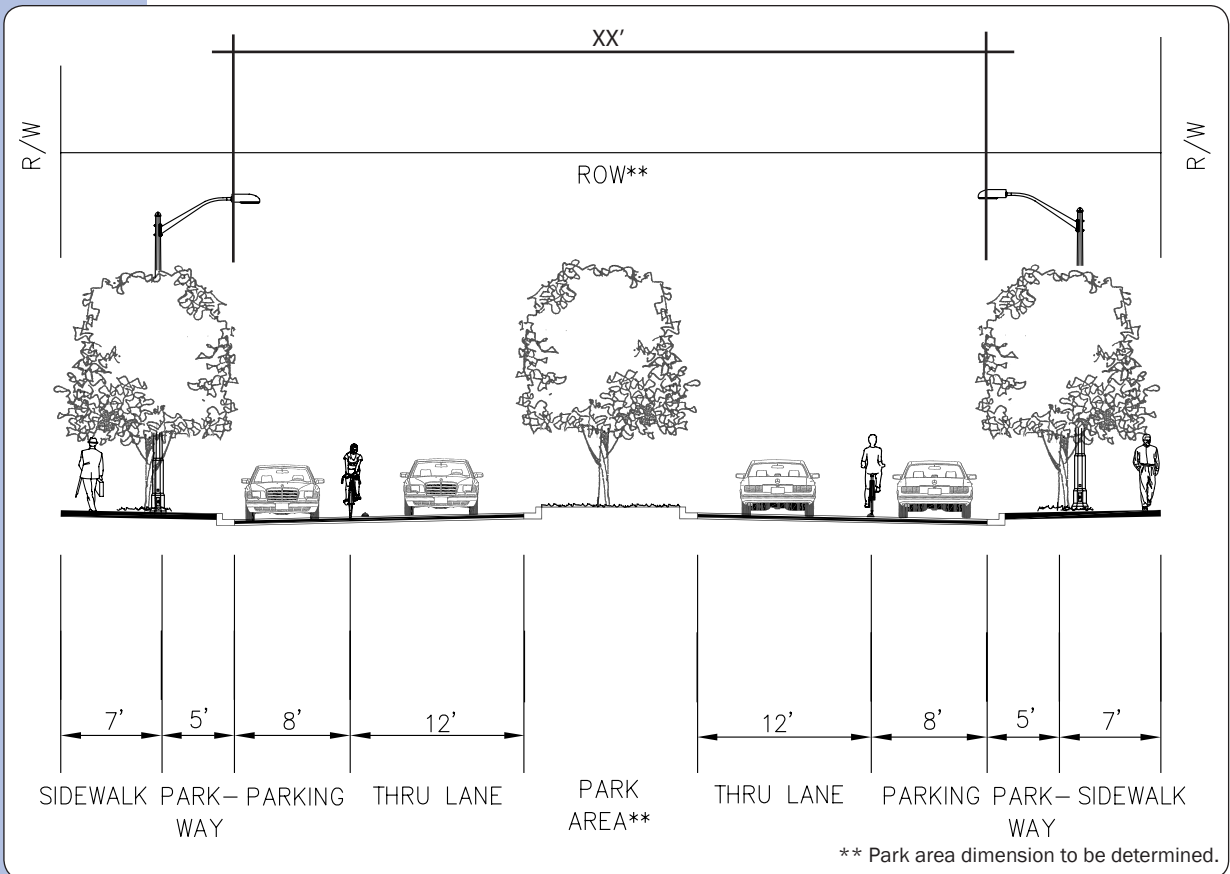 XX’
R/W
R/W
ROW**
7’ 5’ 8’ 12’ 12’ 8’ 5’ 7’
SIDEWALK PARK- PARKING THRU LANE PARK THRU LANE PARKING PARK- SIDEWALK
WAY AREA** WAY
** Park area dimension to be determined.